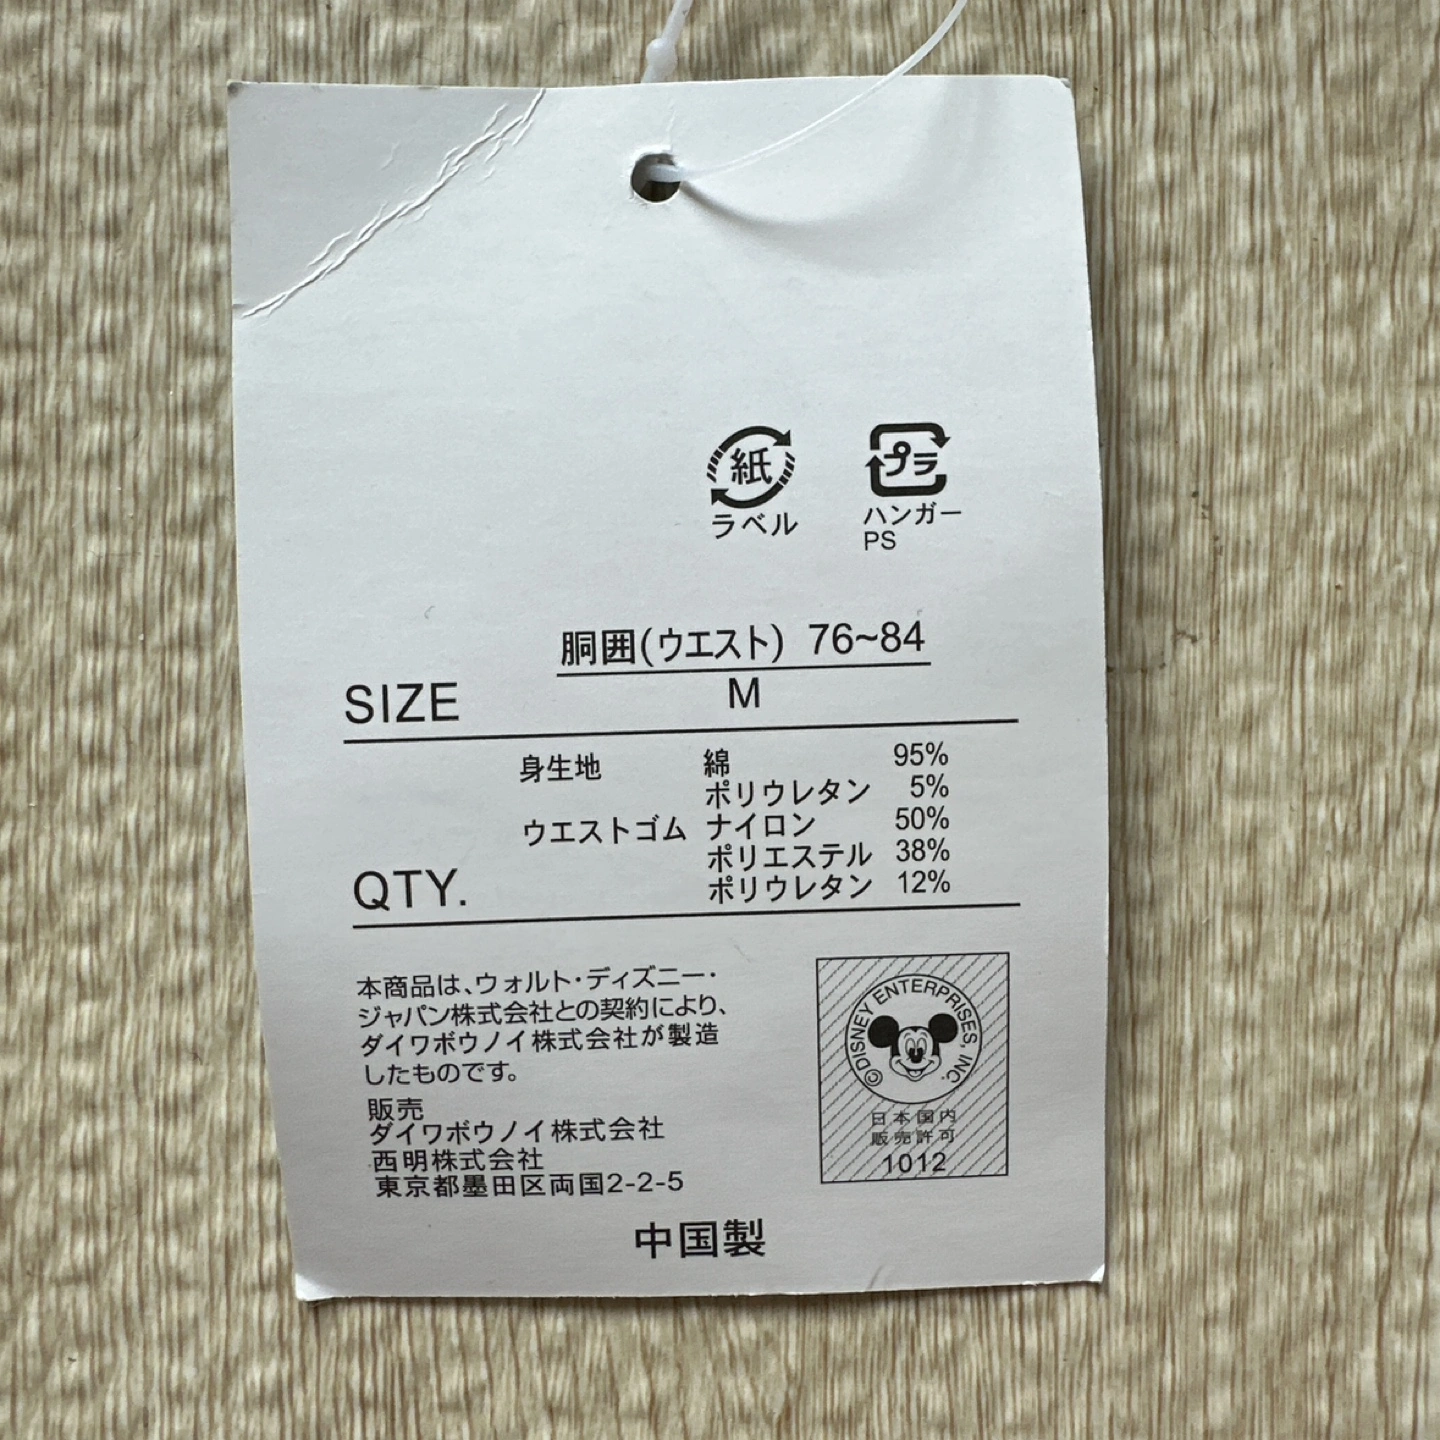 紙
ラベル
プラ
ハンガー
PS
胴囲(ウエスト) 76~84
SIZE M
身生地 綿 95%
ポリウレタン 5%
ウエストゴム ナイロン 50%
ポリエステル 38%
QTY. ポリウレタン 12%
本商品は、ウォルト・ディズニー・
ジャパン株式会社との契約により、
ダイワボウノイ株式会社が製造
したものです。
販売
ダイワボウノイ株式会社
西明株式会社
東京都墨田区両国2-2-5
©DISNEY ENTERPRISES, INC.
日本国内
販売許可
1012
中国製